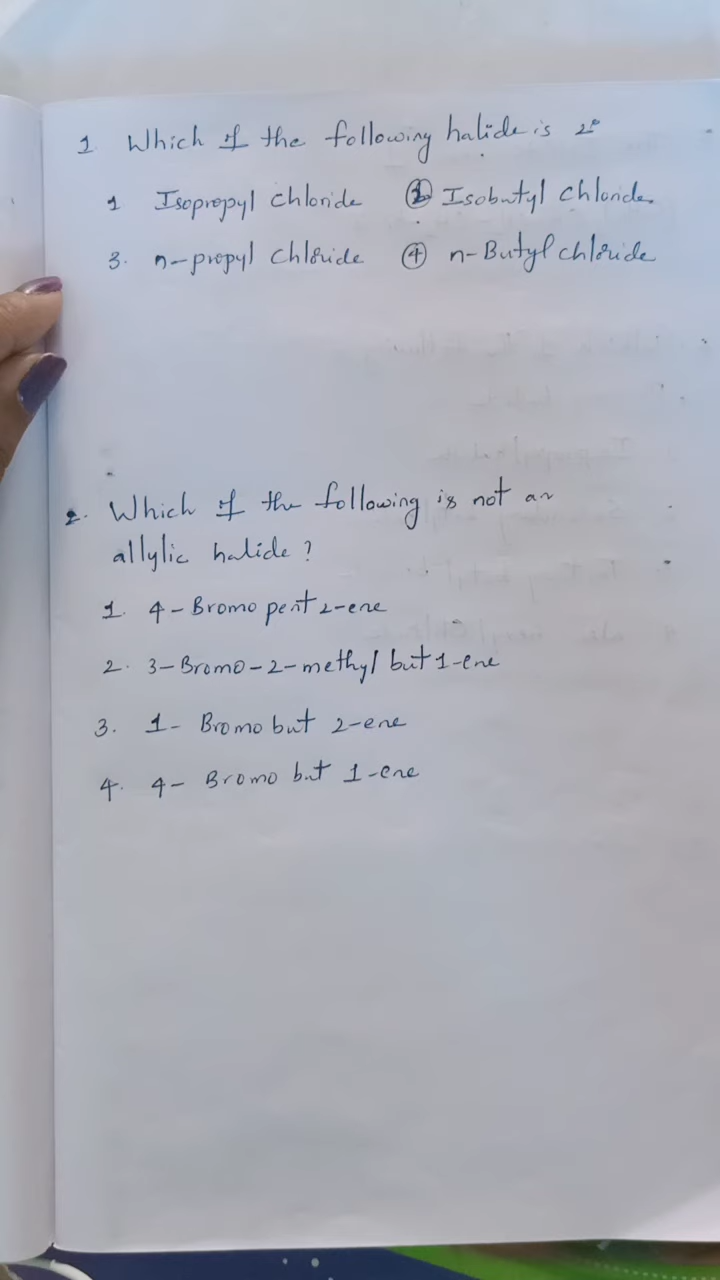 1 Which of the following halide is 2°
1 Isopropyl chloride ② Isobutyl chloride.
3. n-propyl chloride ④ n-Butyl chloride
2. Which of the following is not an
allylic halide?
1. 4-Bromo pent 2-ene
2. 3-Bromo-2-methyl but 1-ene
3. 1- Bromo but 2-ene
4. 4- Bromo but 1-ene